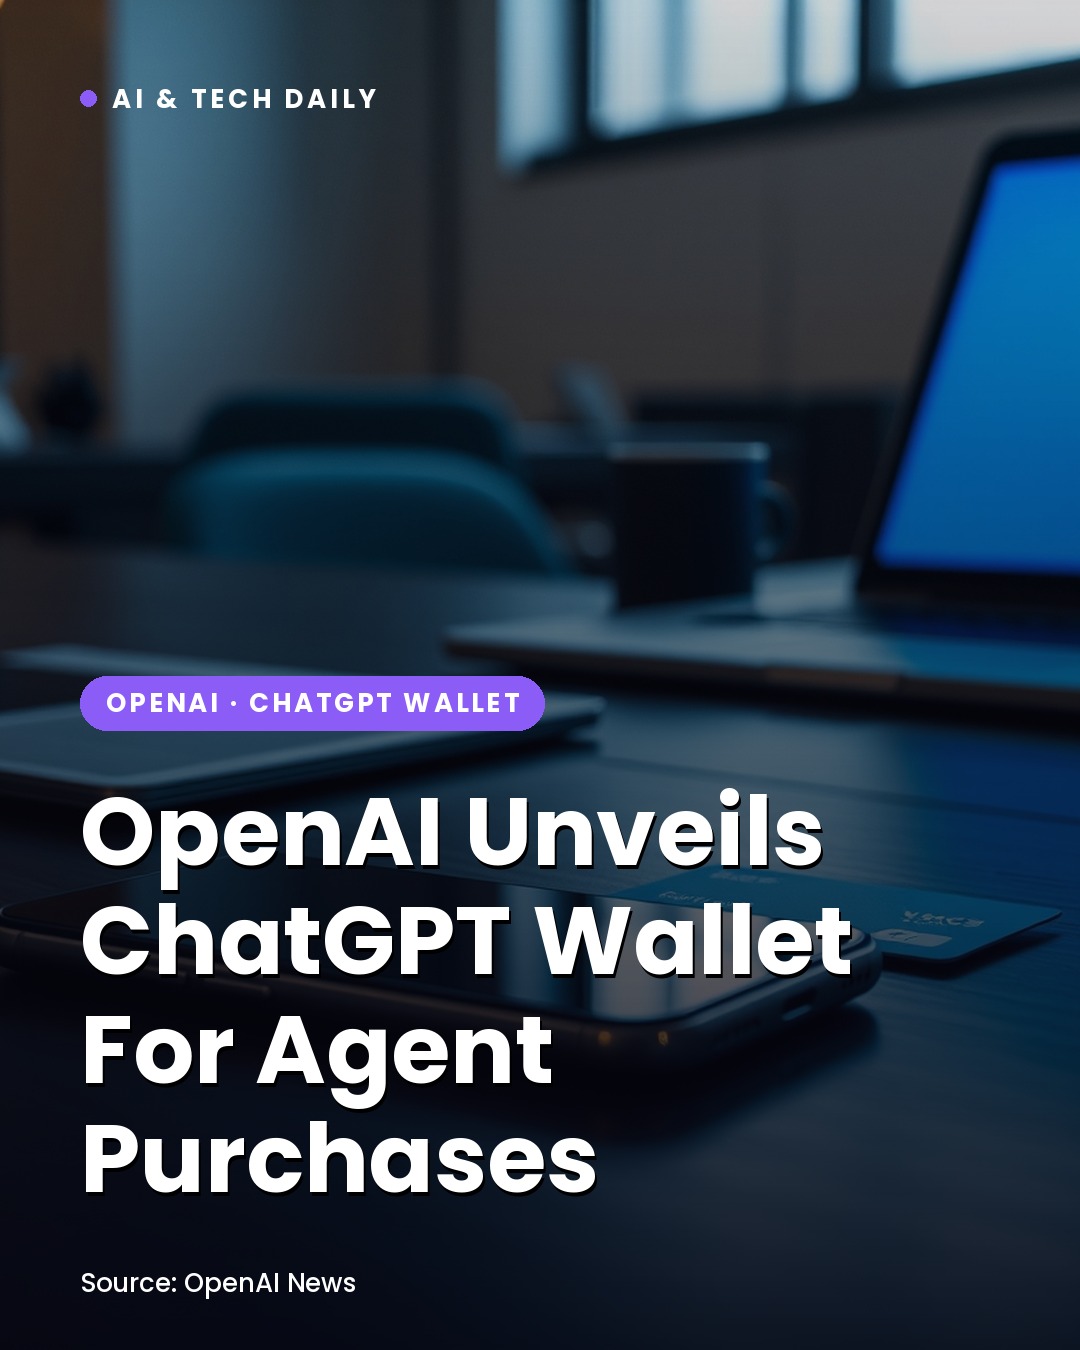 AI & TECH DAILY
OPENAI · CHATGPT WALLET
OpenAI Unveils
ChatGPT Wallet
For Agent
Purchases
Source: OpenAI News